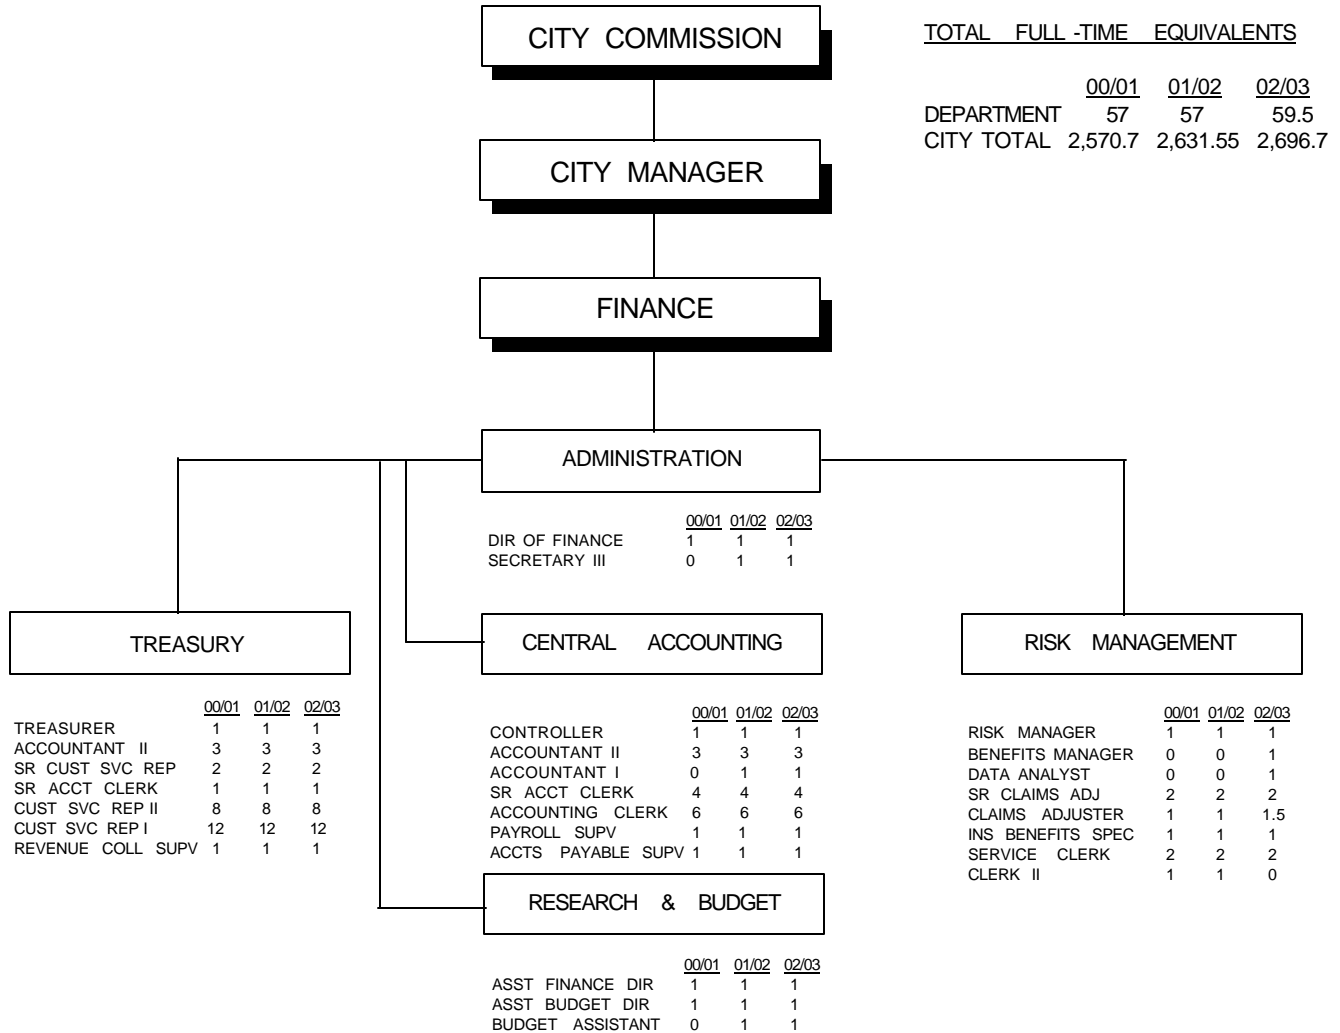 CITY COMMISSION
TOTAL FULL -TIME EQUIVALENTS
00/01 01/02 02/03
DEPARTMENT 57 57 59.5
CITY TOTAL 2,570.7 2,631.55 2,696.7
CITY MANAGER
FINANCE
ADMINISTRATION
00/01 01/02 02/03
DIR OF FINANCE 1 1 1
SECRETARY III 0 1 1
TREASURY
00/01 01/02 02/03
TREASURER 1 1 1
ACCOUNTANT II 3 3 3
SR CUST SVC REP 2 2 2
SR ACCT CLERK 1 1 1
CUST SVC REP II 8 8 8
CUST SVC REP I 12 12 12
REVENUE COLL SUPV 1 1 1
CENTRAL ACCOUNTING
00/01 01/02 02/03
CONTROLLER 1 1 1
ACCOUNTANT II 3 3 3
ACCOUNTANT I 0 1 1
SR ACCT CLERK 4 4 4
ACCOUNTING CLERK 6 6 6
PAYROLL SUPV 1 1 1
ACCTS PAYABLE SUPV 1 1 1
RESEARCH & BUDGET
00/01 01/02 02/03
ASST FINANCE DIR 1 1 1
ASST BUDGET DIR 1 1 1
BUDGET ASSISTANT 0 1 1
RISK MANAGEMENT
00/01 01/02 02/03
RISK MANAGER 1 1 1
BENEFITS MANAGER 0 0 1
DATA ANALYST 0 0 1
SR CLAIMS ADJ 2 2 2
CLAIMS ADJUSTER 1 1 1.5
INS BENEFITS SPEC 1 1 1
SERVICE CLERK 2 2 2
CLERK II 1 1 0